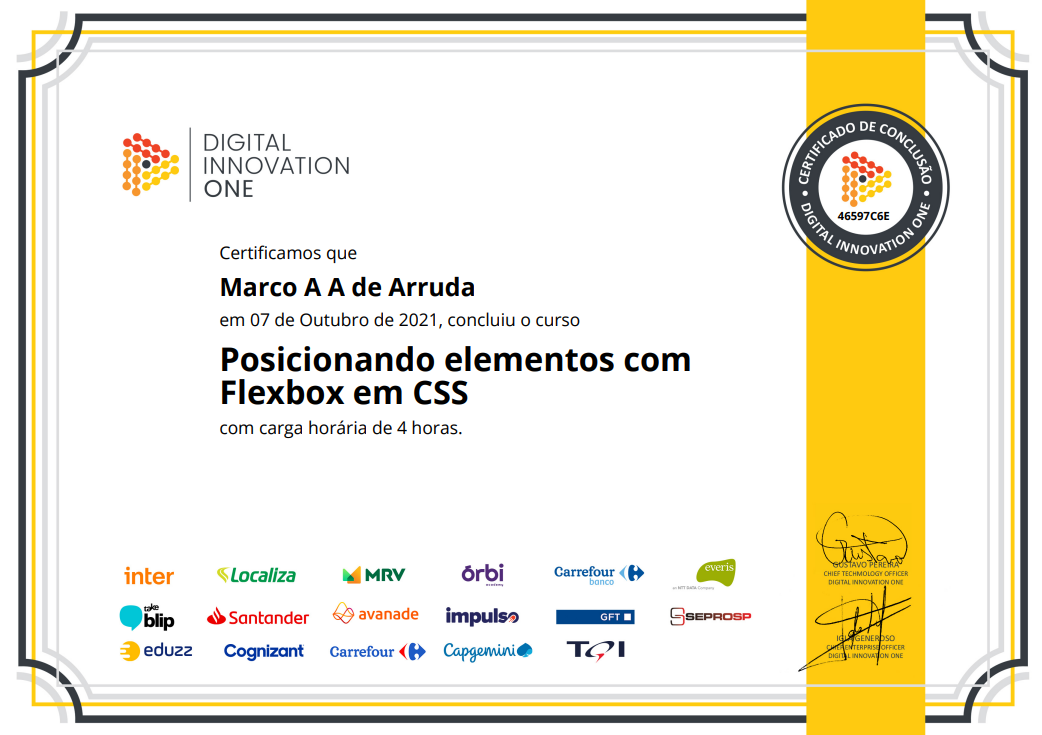 DIGITAL
INNOVATION
ONE
CERTIFICADO DE CONCLUSÃO
46597C6E
DIGITAL INNOVATION ONE
Certificamos que
Marco A A de Arruda
em 07 de Outubro de 2021, concluiu o curso
Posicionando elementos com
Flexbox em CSS
com carga horária de 4 horas.
GUSTAVO PEREIRA
CHIEF TECHNOLOGY OFFICER
DIGITAL INNOVATION ONE
inter Localiza MRV órbi academy Carrefour banco everis an NTT DATA Company
take blip Santander avanade impulso GFT SEPROSP
GENEROSO
CHIEF ENTERPRISE OFFICER
DIGITAL INNOVATION ONE
eduzz Cognizant Carrefour Capgemini TQI